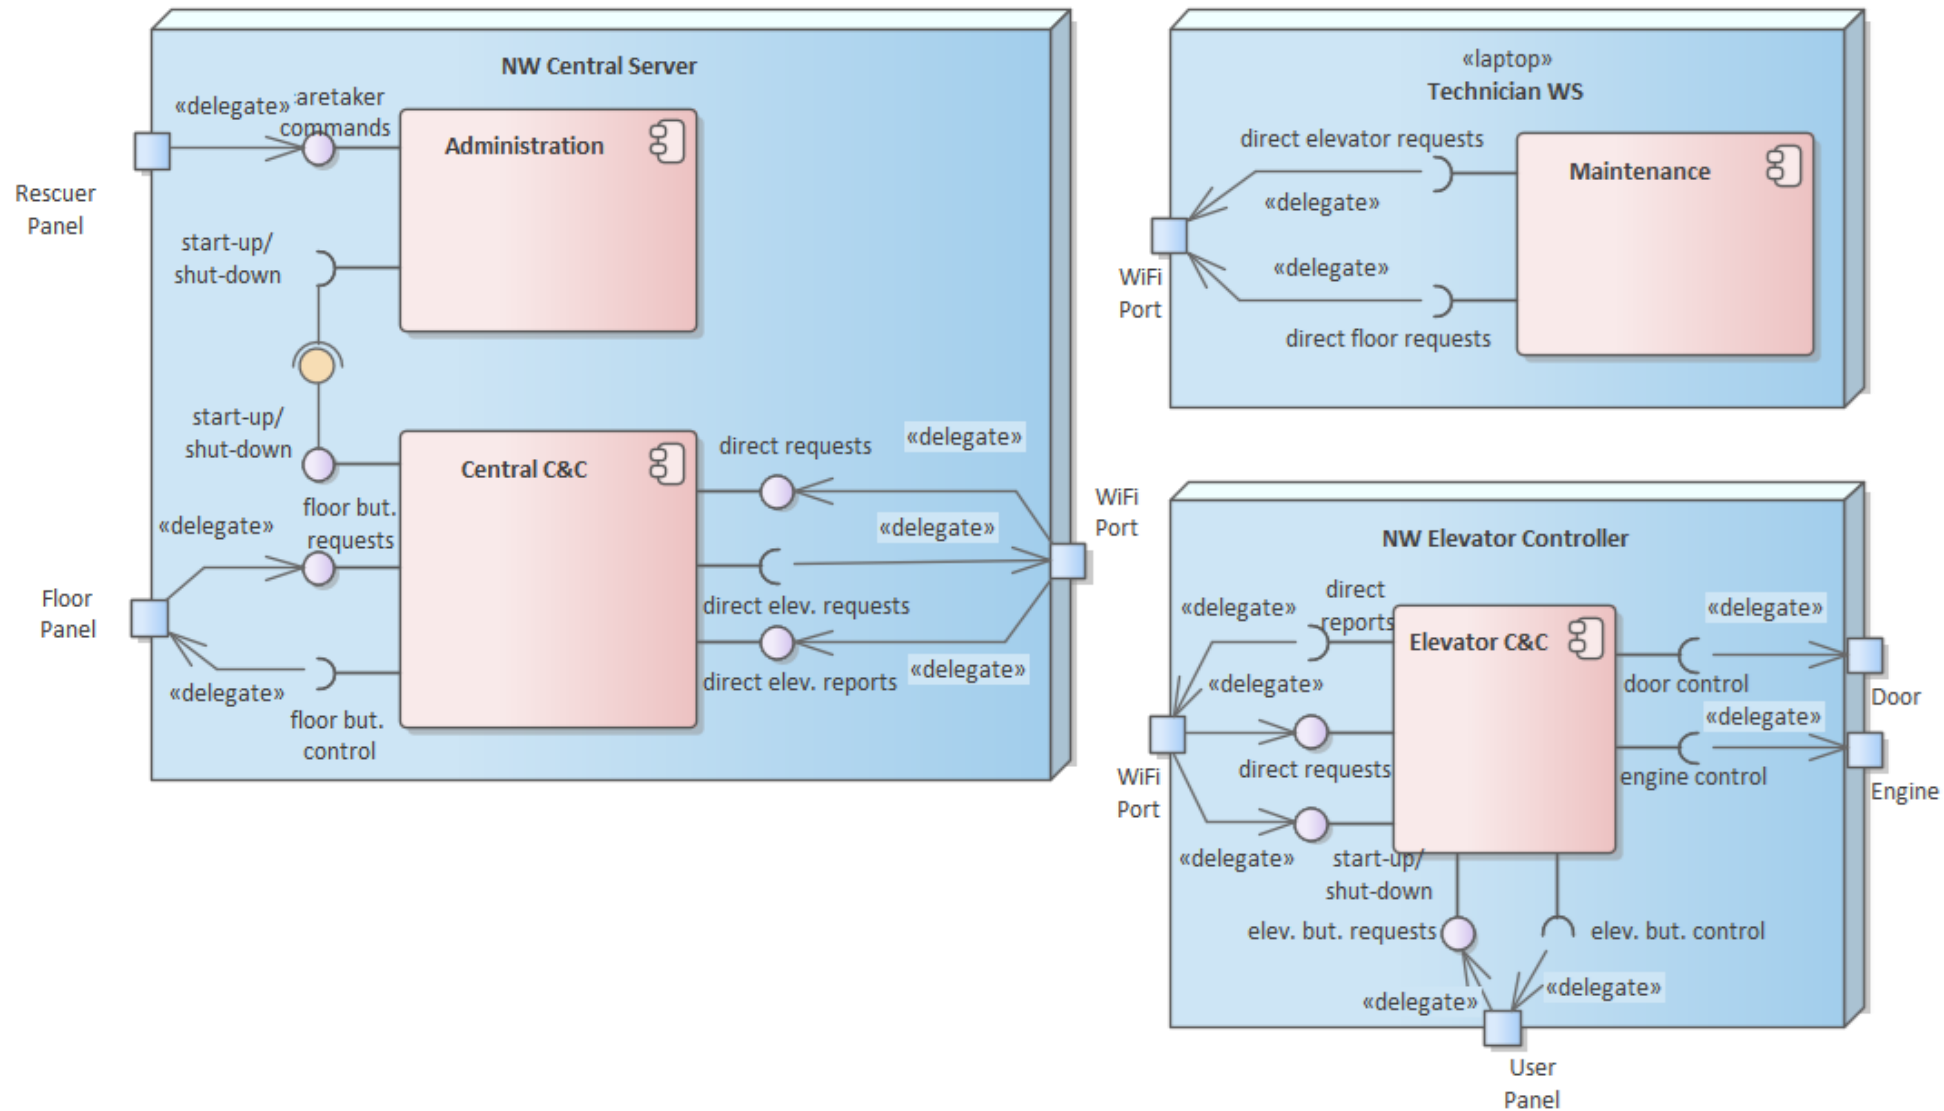 NW Central Server
«delegate»
aretaker
commands
Administration
Rescuer
Panel
start-up/
shut-down
start-up/
shut-down
Central C&C
direct requests
«delegate»
floor but.
requests
«delegate»
«delegate»
WiFi
Port
Floor
Panel
direct elev. requests
direct elev. reports
«delegate»
«delegate»
floor but.
control
«laptop»
Technician WS
direct elevator requests
Maintenance
«delegate»
«delegate»
WiFi
Port
direct floor requests
NW Elevator Controller
direct
reports
«delegate»
Elevator C&C
«delegate»
«delegate»
door control
Door
«delegate»
direct requests
engine control
WiFi
Port
Engine
«delegate»
start-up/
shut-down
elev. but. requests
elev. but. control
«delegate»
«delegate»
User
Panel